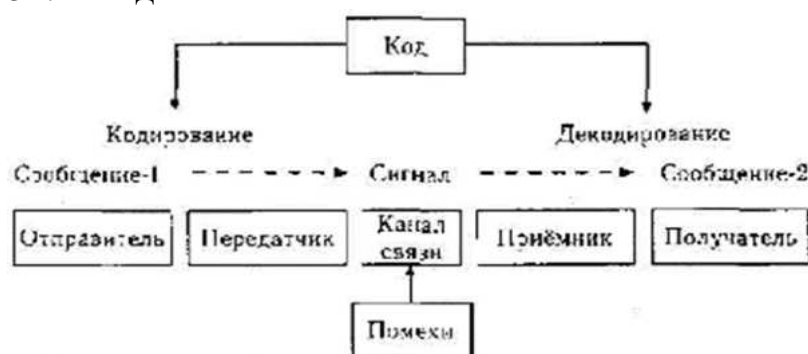 Код
Кодирование
Декодирование
Сообщение-1
Сигнал
Сообщение-2
Отправитель
Передатчик
Канал
связи
Приёмник
Получатель
Помехи